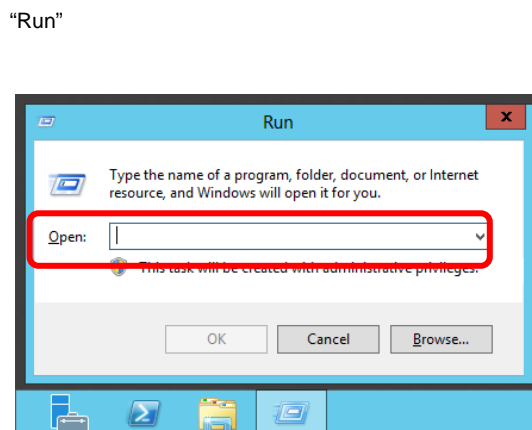 “Run”
Run
x
Type the name of a program, folder, document, or Internet
resource, and Windows will open it for you.
Open:
This task will be created with administrative privileges.
OK Cancel Browse...